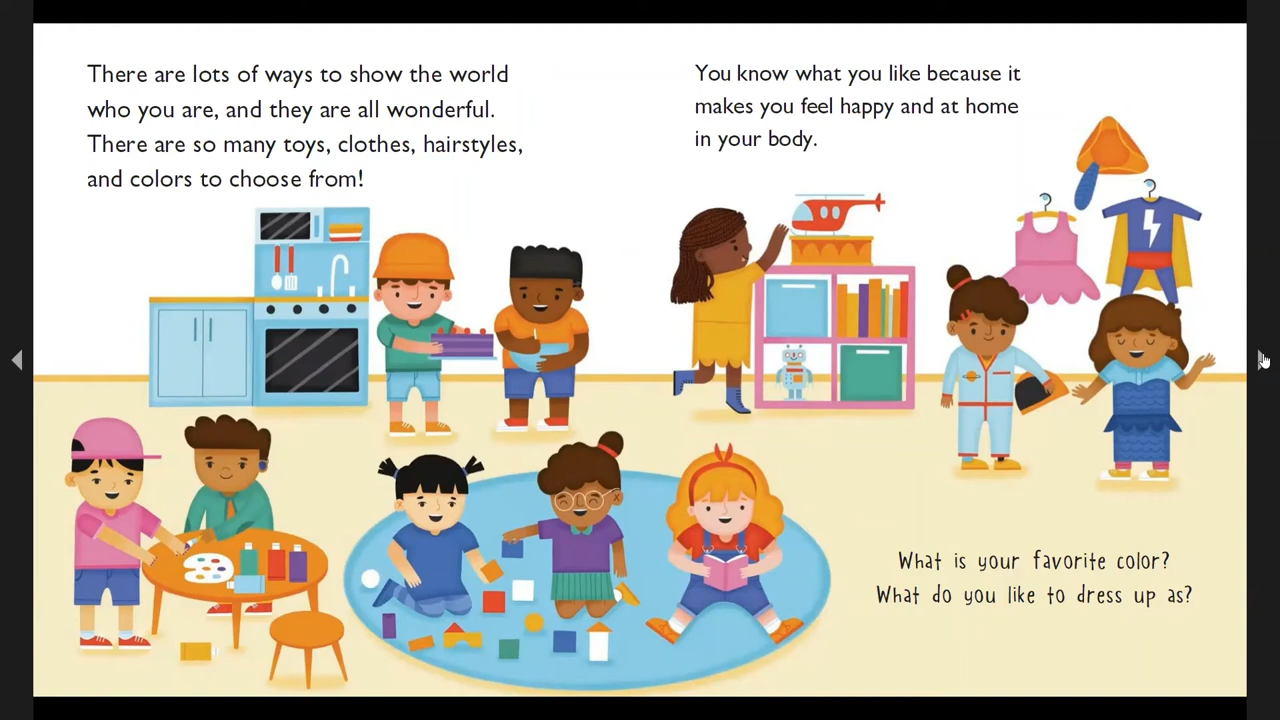 There are lots of ways to show the world
who you are, and they are all wonderful.
There are so many toys, clothes, hairstyles,
and colors to choose from!
You know what you like because it
makes you feel happy and at home
in your body.
What is your favorite color?
What do you like to dress up as?